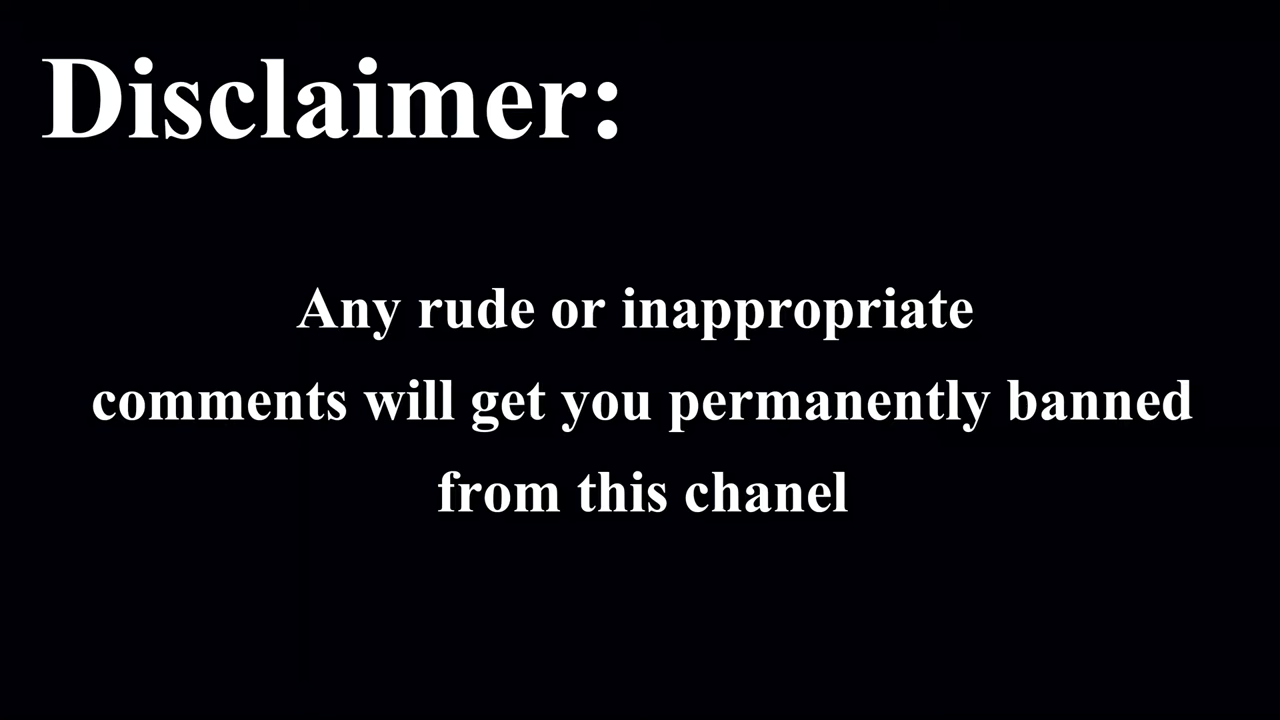 Disclaimer:
Any rude or inappropriate
comments will get you permanently banned
from this chanel